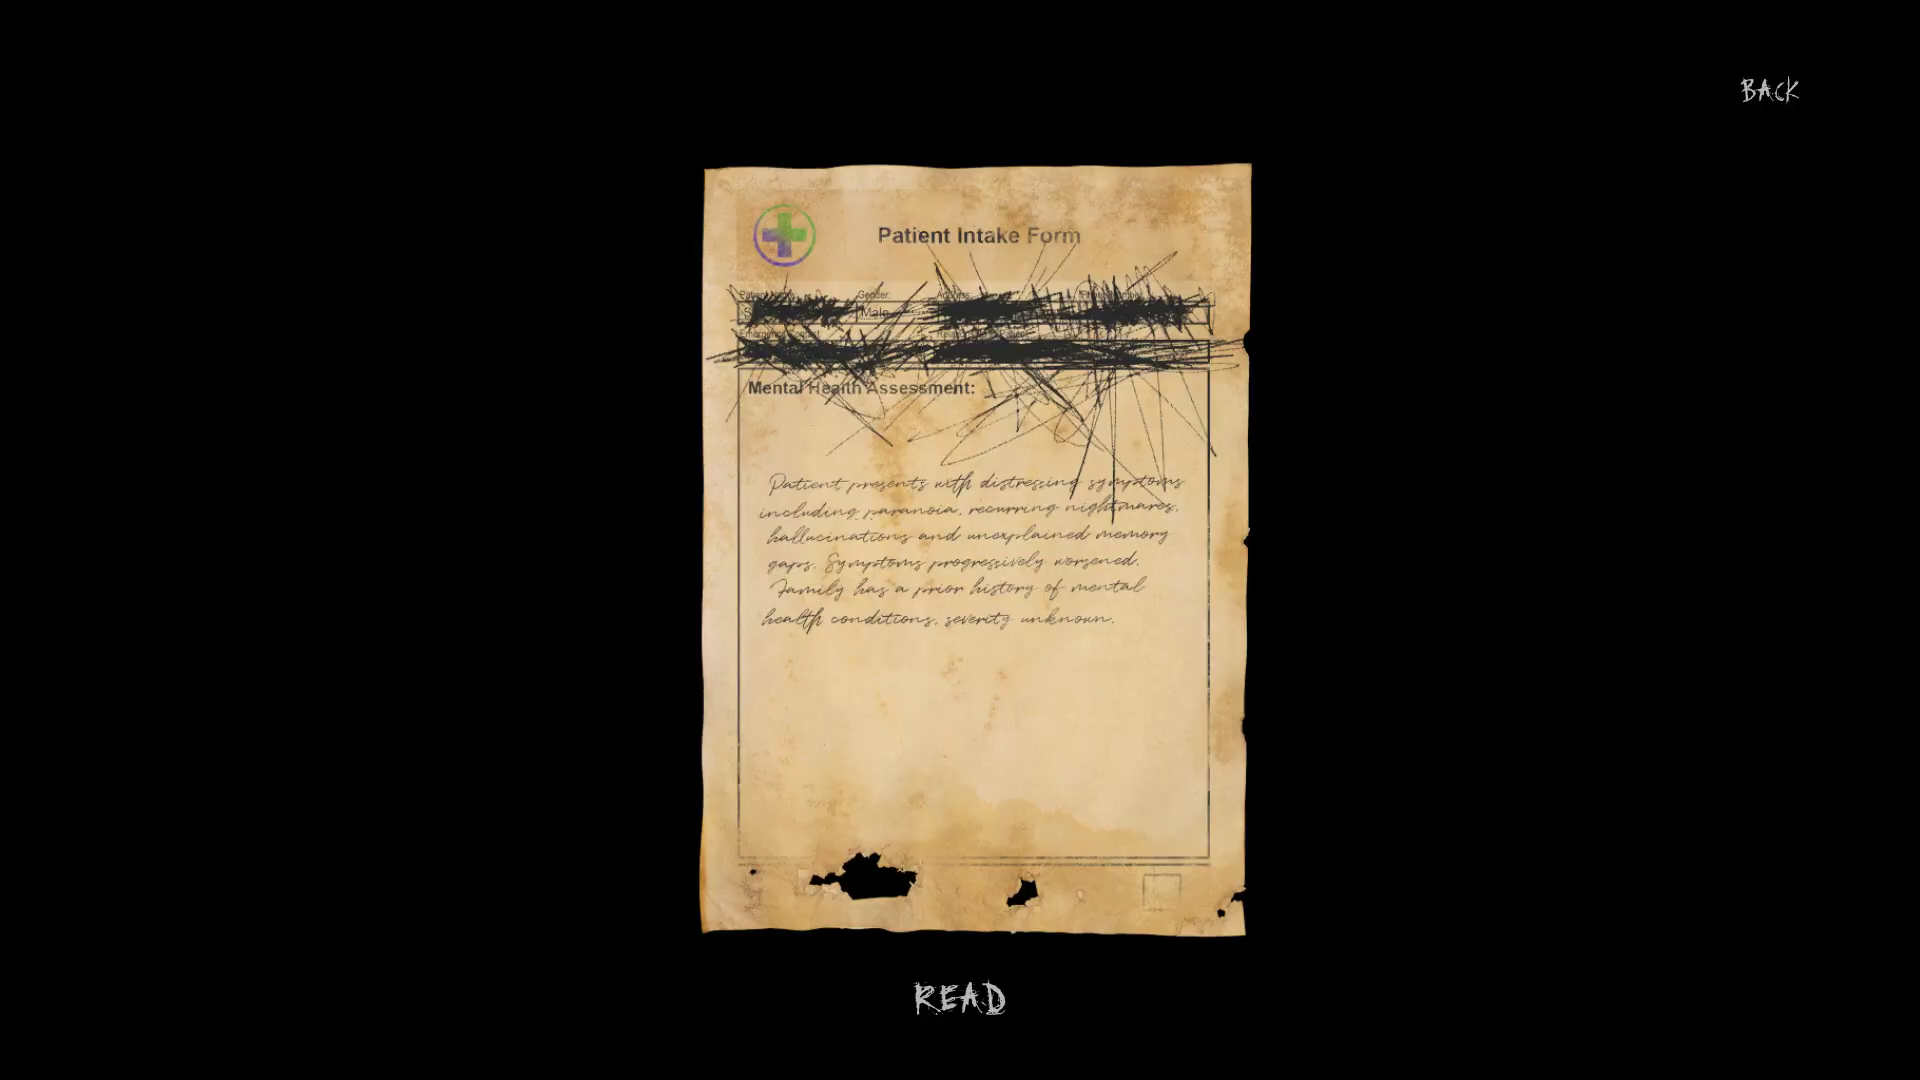 BACK
Patient Intake Form
Gender:
Male
Mental Health Assessment:
Patient presents with distressing symptoms
including paranoia, recurring nightmares,
hallucinations and unexplained memory
gaps. Symptoms progressively worsened.
Family has a prior history of mental
health conditions, severity unknown.
READ